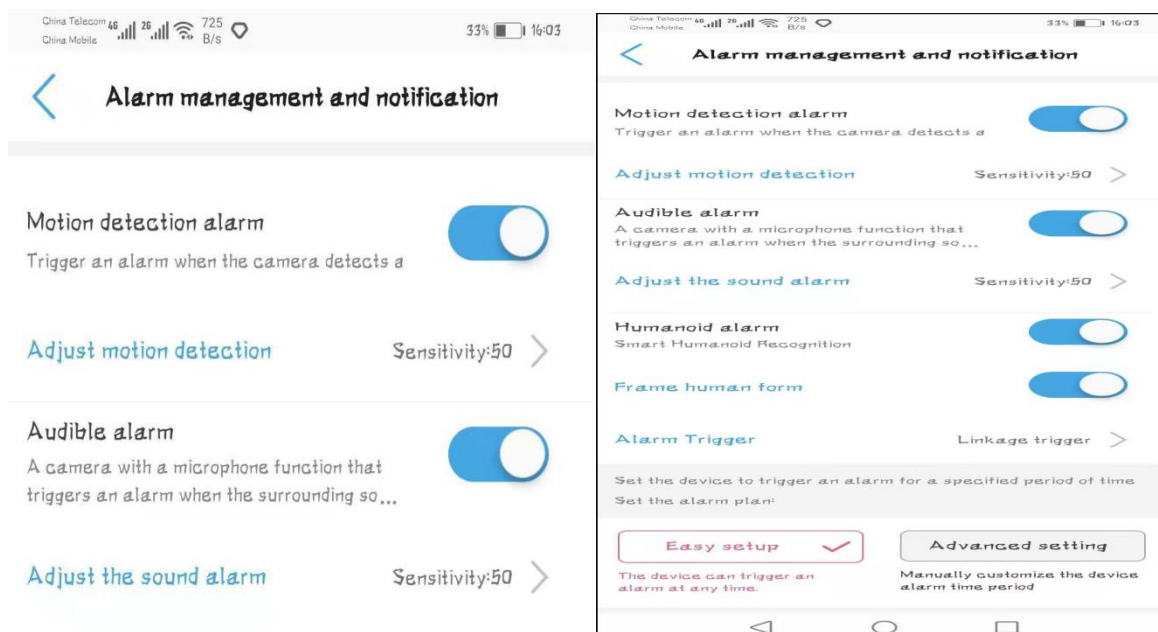 China Telecom 4G 2G 725 B/s 33% 16:03
China Mobile
Alarm management and notification
Motion detection alarm
Trigger an alarm when the camera detects a
Adjust motion detection Sensitivity:50
Audible alarm
A camera with a microphone function that
triggers an alarm when the surrounding so...
Adjust the sound alarm Sensitivity:50
China Telecom 4G 2G 725 B/s 33% 16:03
China Mobile
Alarm management and notification
Motion detection alarm
Trigger an alarm when the camera detects a
Adjust motion detection Sensitivity:50
Audible alarm
A camera with a microphone function that
triggers an alarm when the surrounding so...
Adjust the sound alarm Sensitivity:50
Humanoid alarm
Smart Humanoid Recognition
Frame human form
Alarm Trigger Linkage trigger
Set the device to trigger an alarm for a specified period of time
Set the alarm plan:
Easy setup Advanced setting
The device can trigger an
alarm at any time.
Manually customize the device
alarm time period